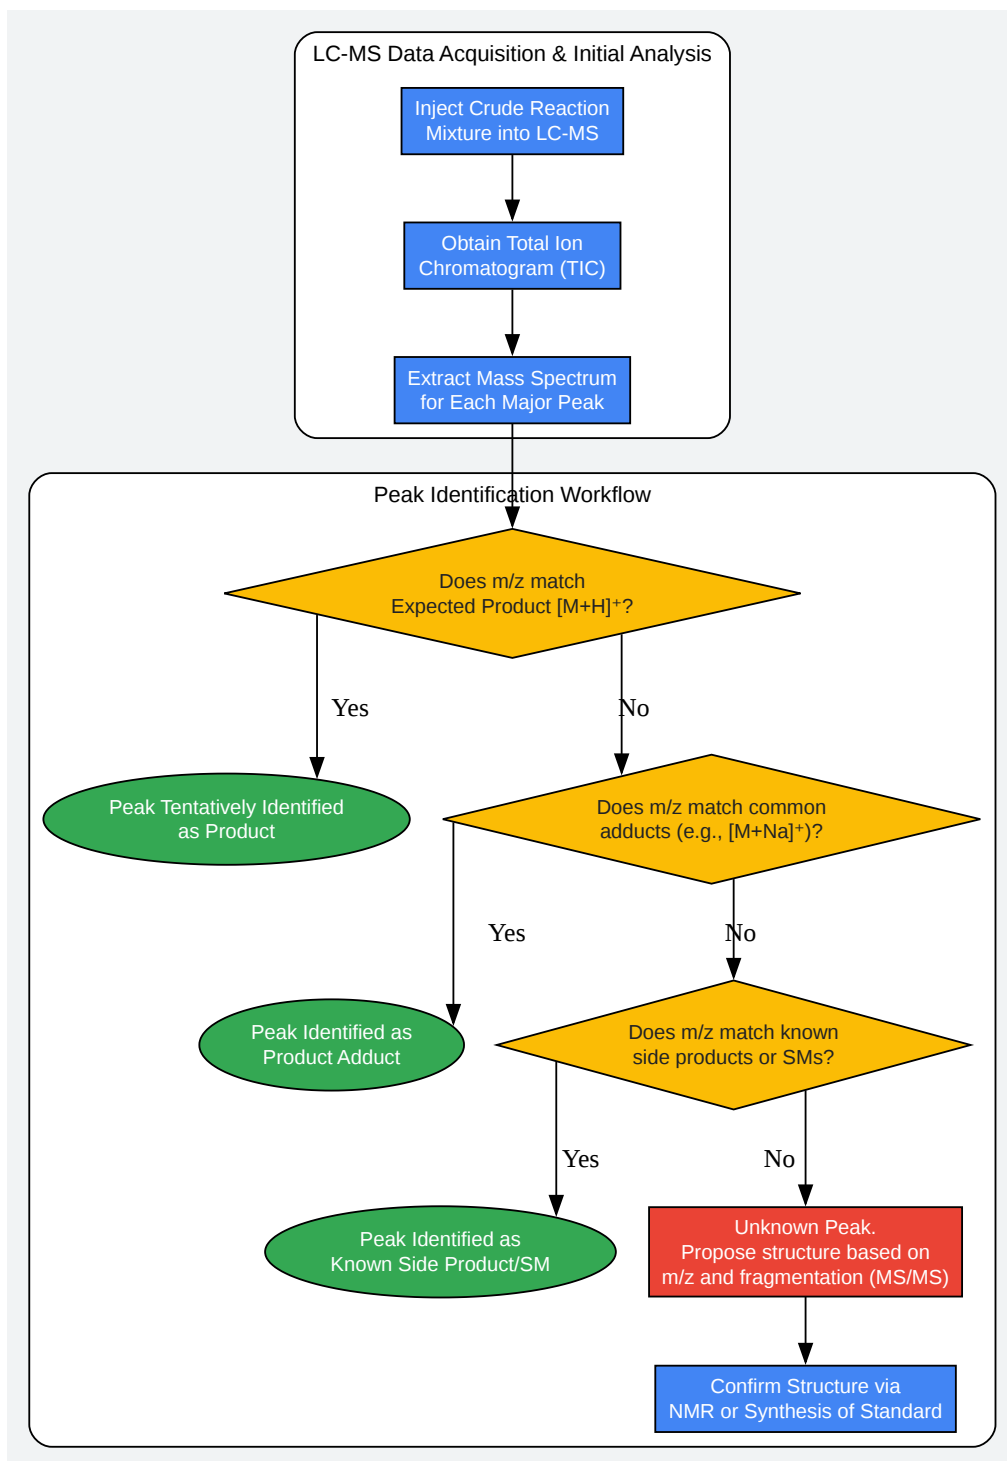 LC-MS Data Acquisition & Initial Analysis
Inject Crude Reaction
Mixture into LC-MS
Obtain Total Ion
Chromatogram (TIC)
Extract Mass Spectrum
for Each Major Peak
Peak Identification Workflow
Does m/z match
Expected Product [M+H]⁺?
Yes
No
Peak Tentatively Identified
as Product
Does m/z match common
adducts (e.g., [M+Na]⁺)?
Yes
No
Peak Identified as
Product Adduct
Does m/z match known
side products or SMs?
Yes
No
Peak Identified as
Known Side Product/SM
Unknown Peak.
Propose structure based on
m/z and fragmentation (MS/MS)
Confirm Structure via
NMR or Synthesis of Standard